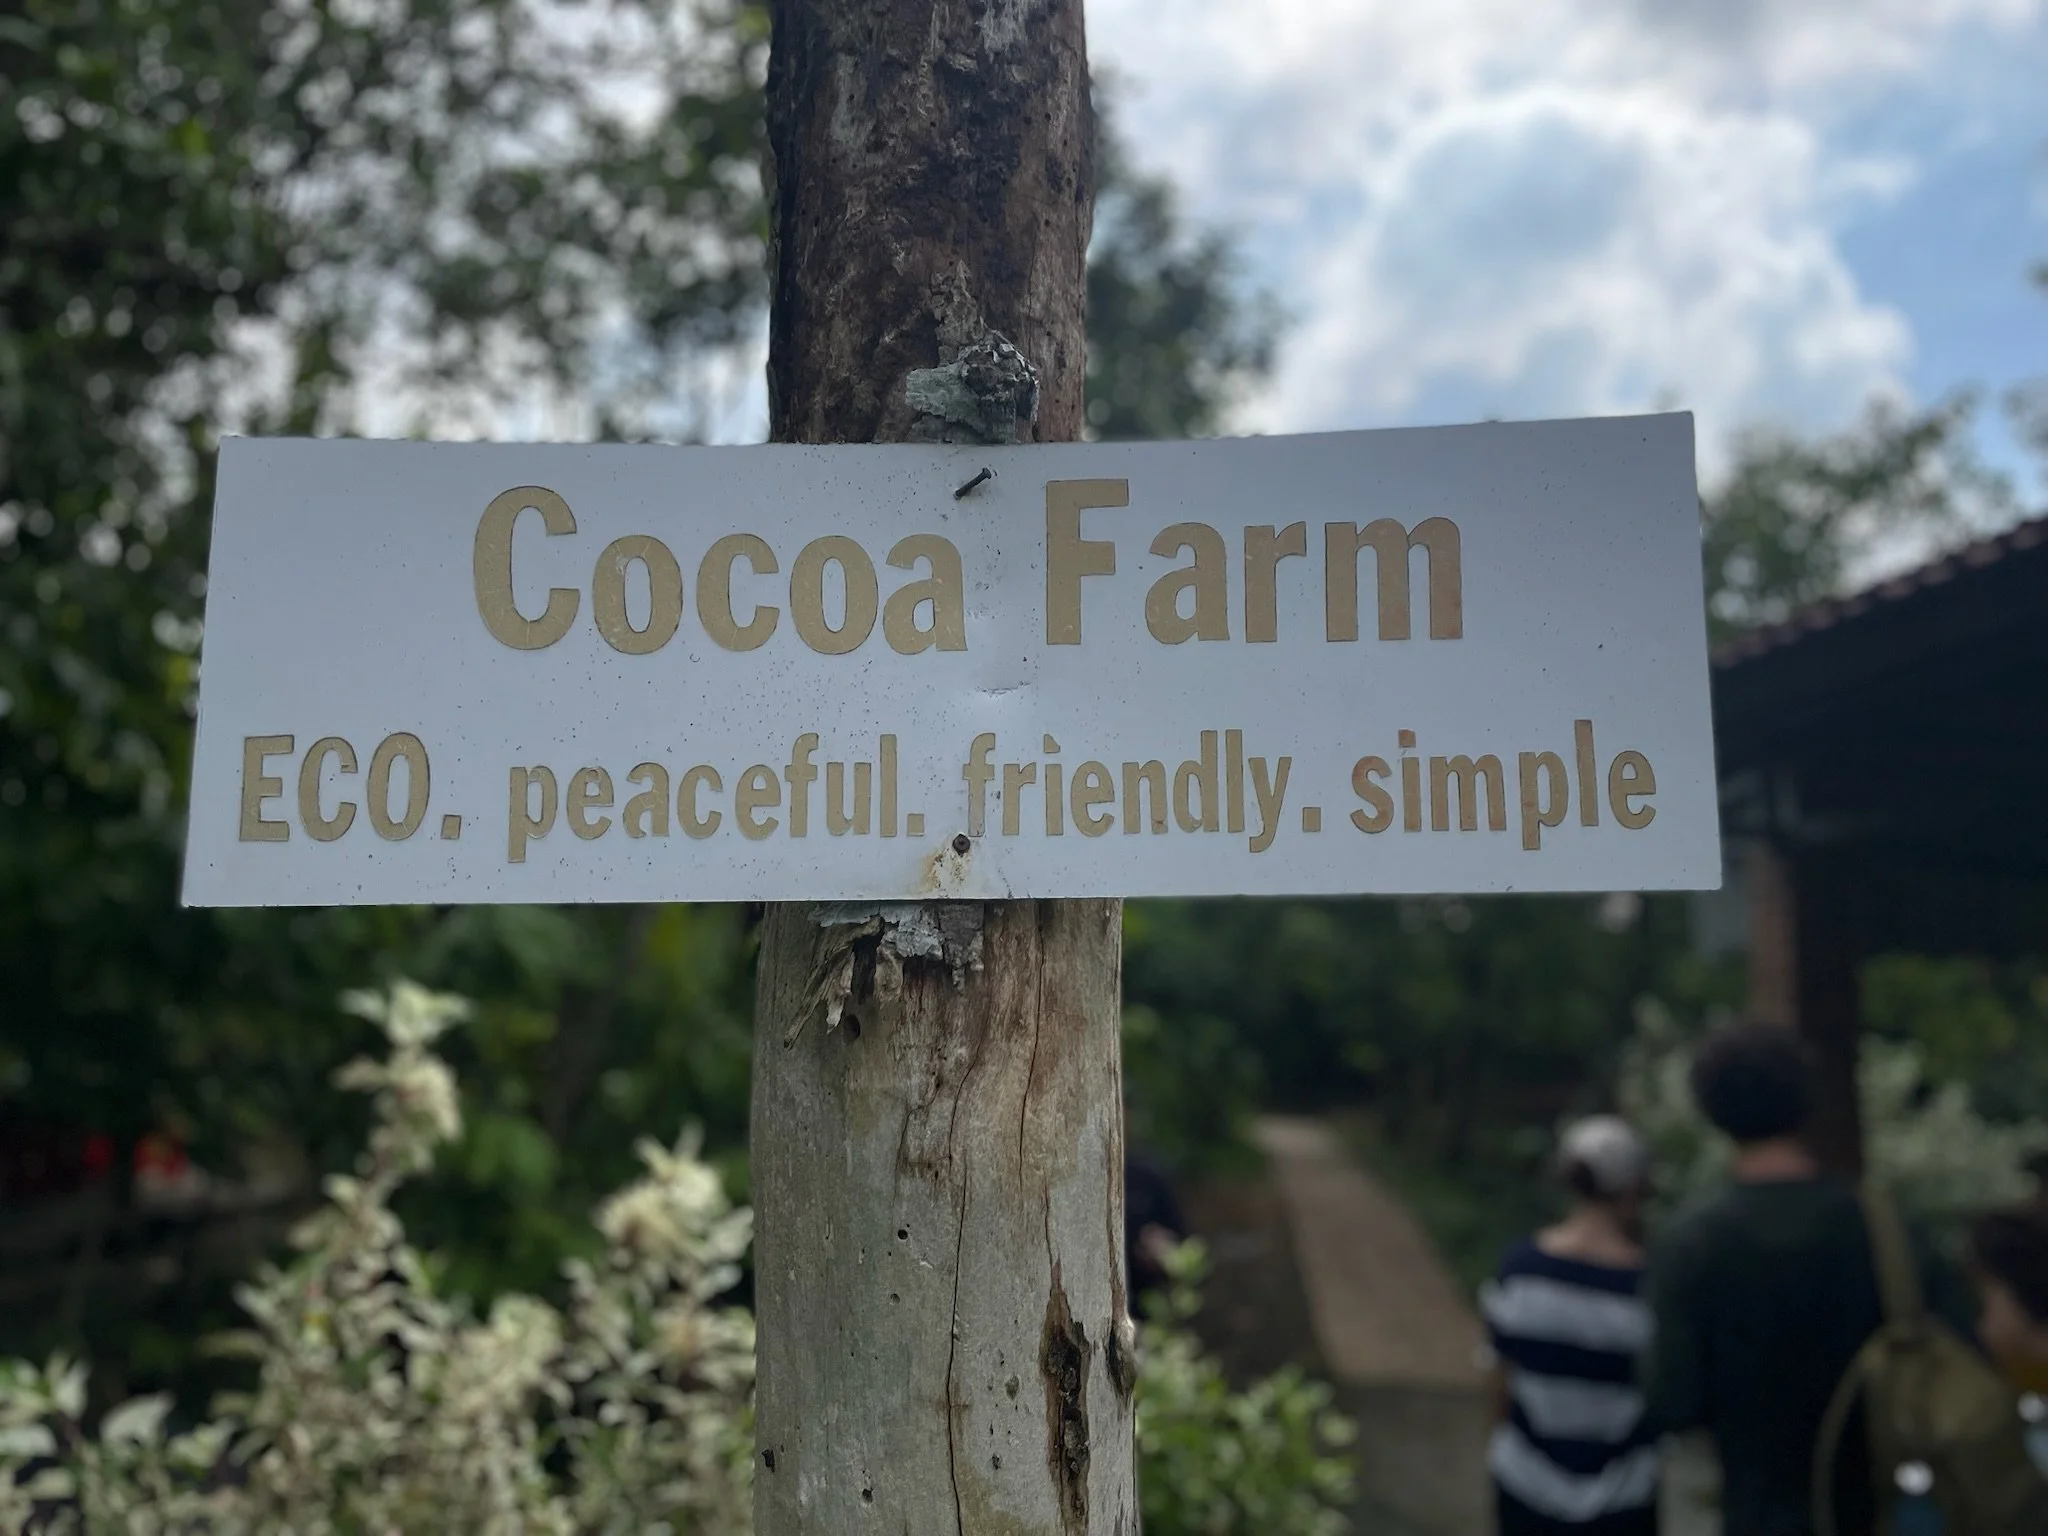 Cocoa Farm
ECO. peaceful. friendly. simple